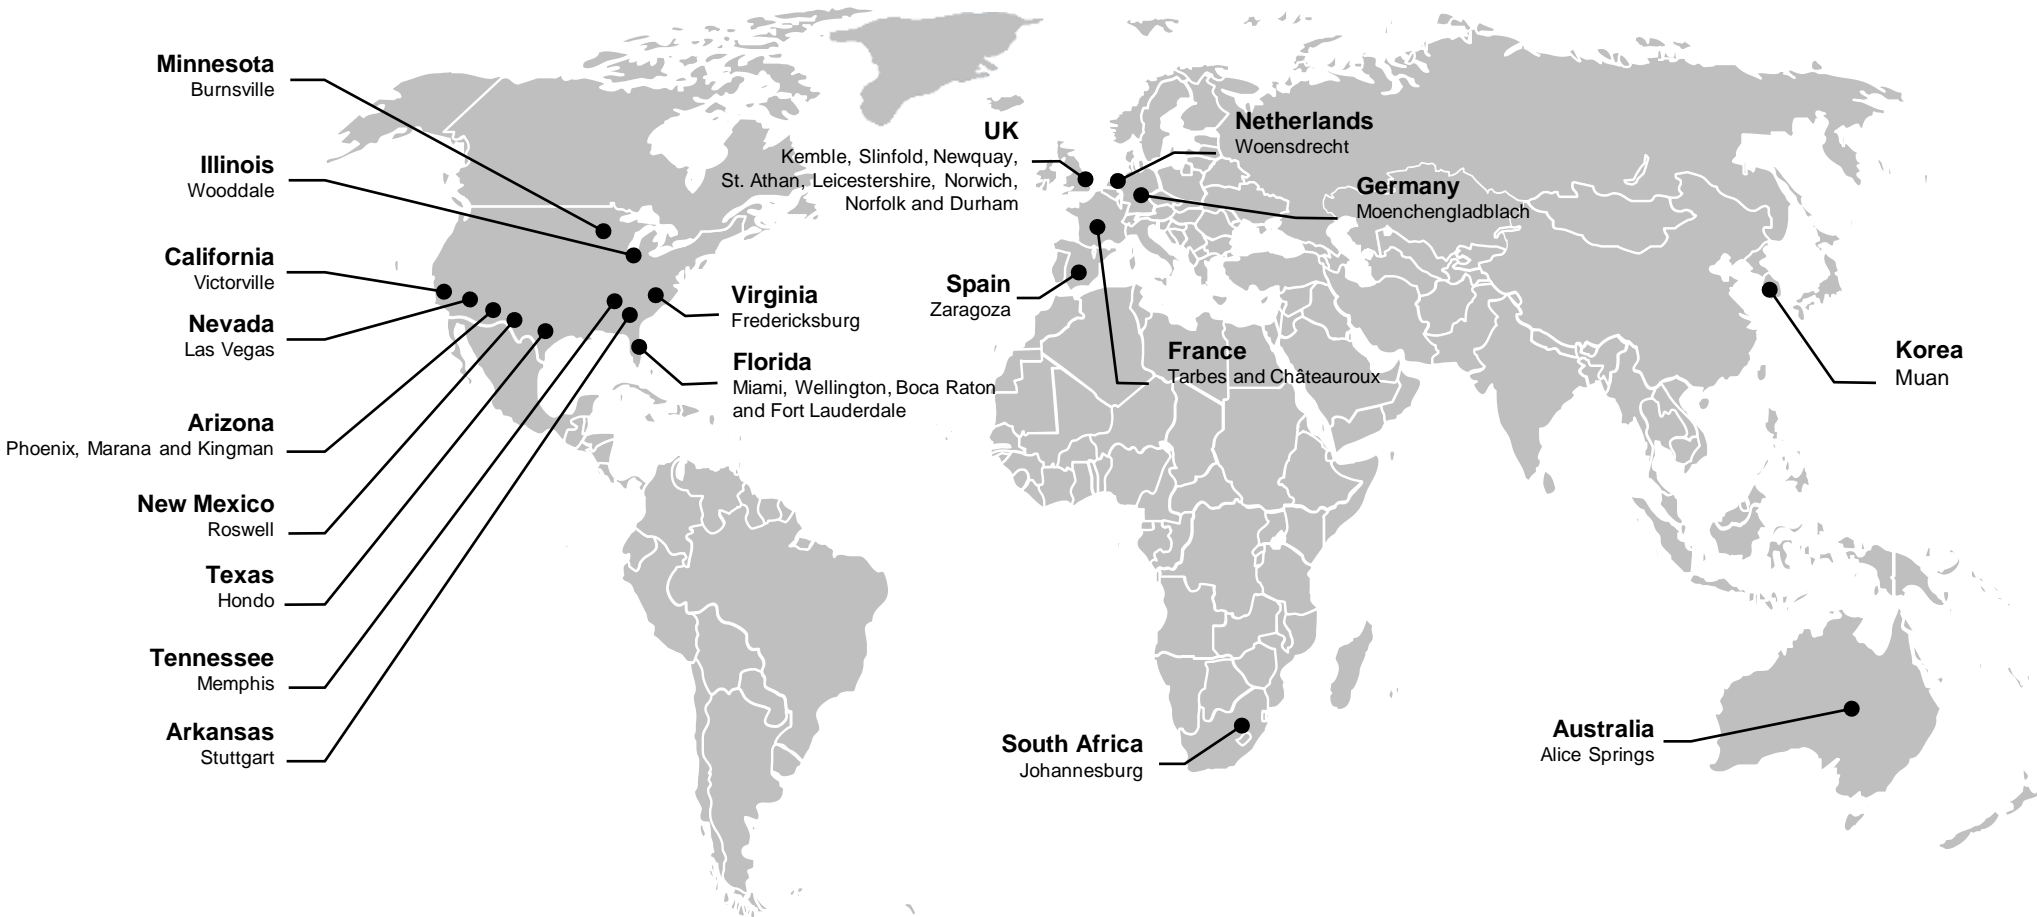 Minnesota
Burnsville
Illinois
Wooddale
California
Victorville
Nevada
Las Vegas
Arizona
Phoenix, Marana and Kingman
New Mexico
Roswell
Texas
Hondo
Tennessee
Memphis
Arkansas
Stuttgart
Virginia
Fredericksburg
Florida
Miami, Wellington, Boca Raton
and Fort Lauderdale
UK
Kemble, Slinfold, Newquay,
St. Athan, Leicestershire, Norwich,
Norfolk and Durham
Spain
Zaragoza
Netherlands
Woensdrecht
Germany
Moenchengladblach
France
Tarbes and Châteauroux
South Africa
Johannesburg
Korea
Muan
Australia
Alice Springs